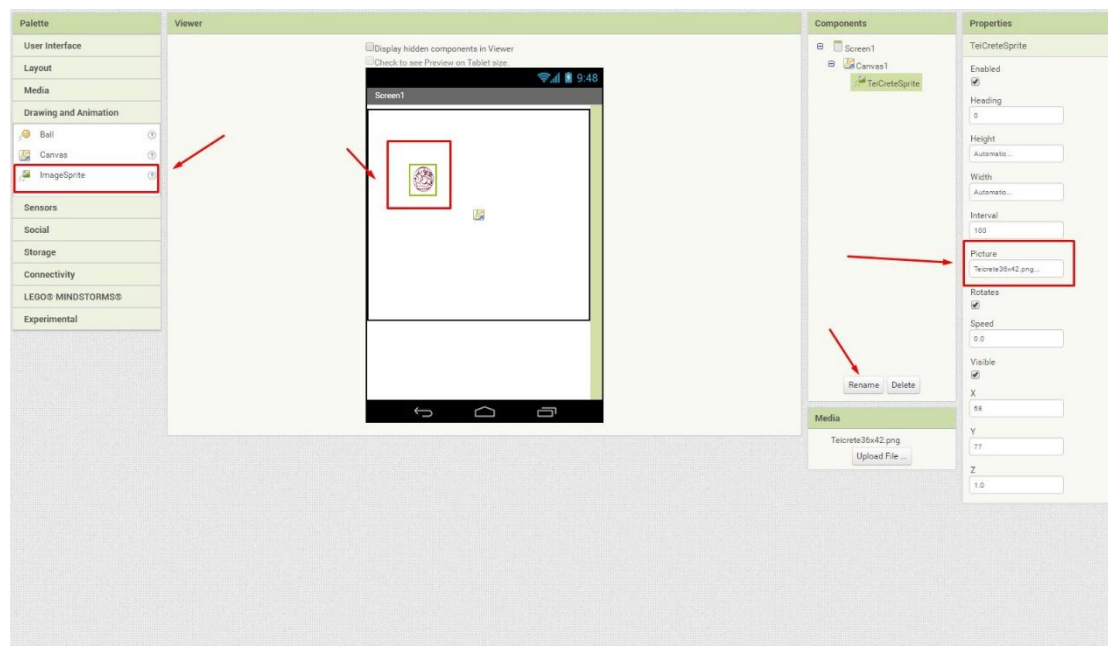 Palette
User Interface
Layout
Media
Drawing and Animation
Ball
Canvas
ImageSprite
Sensors
Social
Storage
Connectivity
LEGO® MINDSTORMS®
Experimental
Viewer
Display hidden components in Viewer
Check to see Preview on Tablet size.
9:48
Screen1
Components
Screen1
Canvas1
TeiCreteSprite
Rename Delete
Media
Teicrete36x42.png
Upload File ...
Properties
TeiCreteSprite
Enabled
Heading
0
Height
Automatic...
Width
Automatic...
Interval
100
Picture
Teicrete36x42.png...
Rotates
Speed
0.0
Visible
X
58
Y
77
Z
1.0